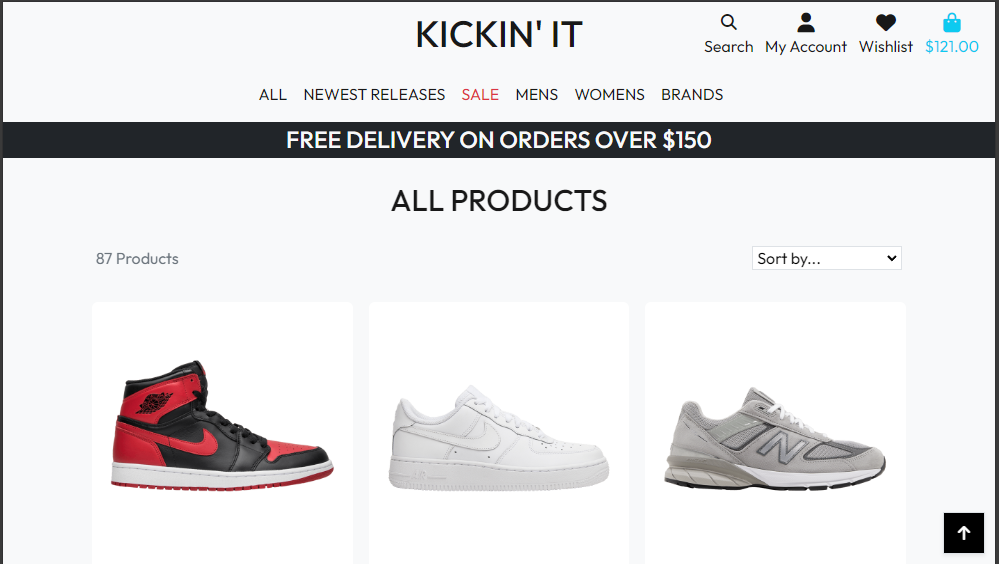 KICKIN' IT
Search My Account Wishlist $121.00
ALL NEWEST RELEASES SALE MENS WOMENS BRANDS
FREE DELIVERY ON ORDERS OVER $150
ALL PRODUCTS
87 Products Sort by...
N